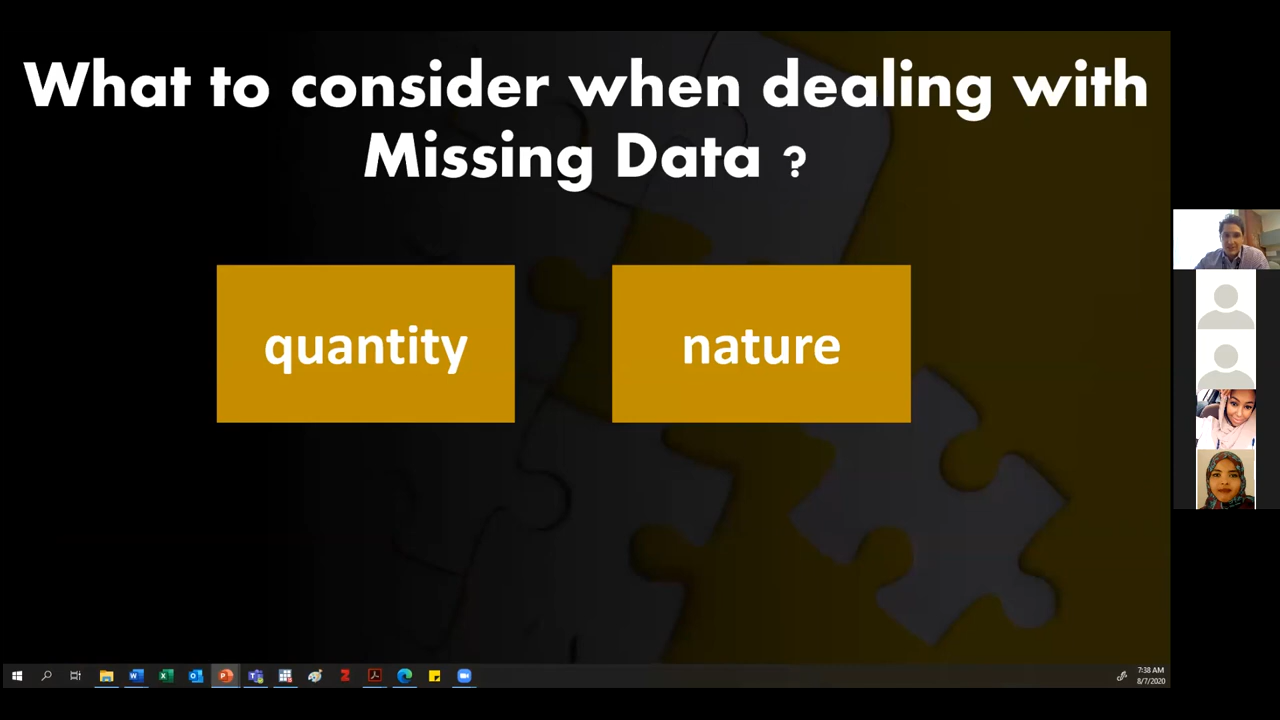 What to consider when dealing with
Missing Data ?
quantity
nature
7:38 AM
8/7/2020